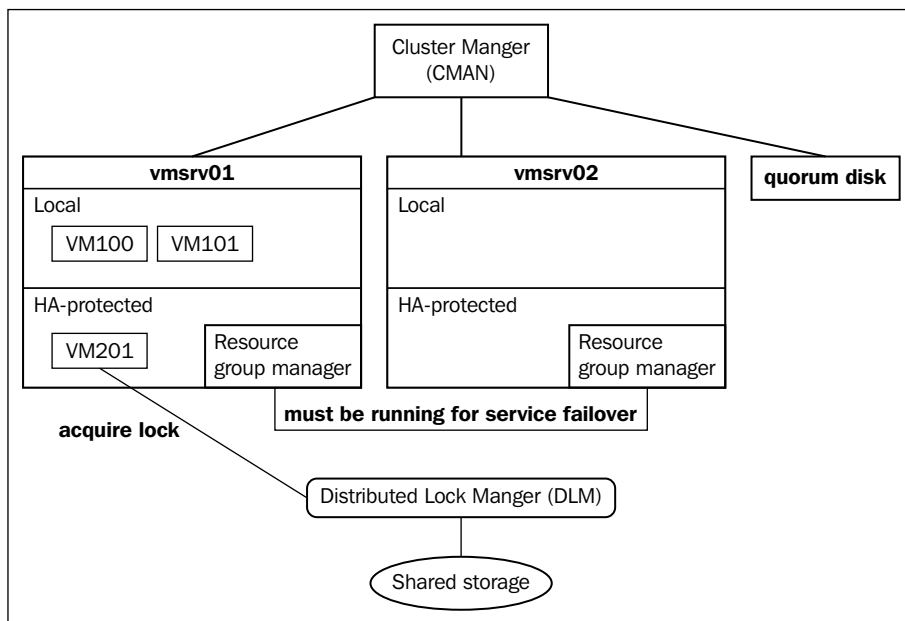 Cluster Manger
(CMAN)
vmsrv01
vmsrv02
quorum disk
Local
VM100
VM101
Local
HA-protected
VM201
Resource
group manager
HA-protected
Resource
group manager
must be running for service failover
acquire lock
Distributed Lock Manger (DLM)
Shared storage